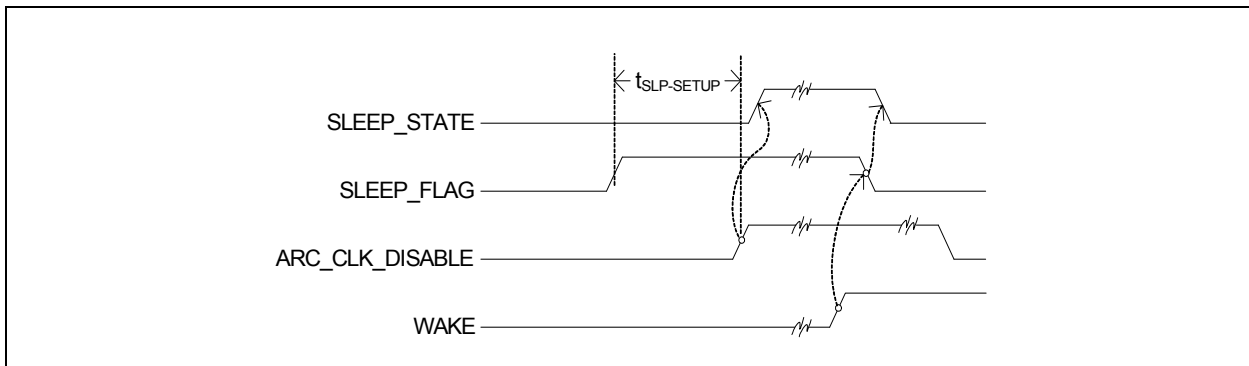 tSLP-SETUP
SLEEP_STATE
SLEEP_FLAG
ARC_CLK_DISABLE
WAKE